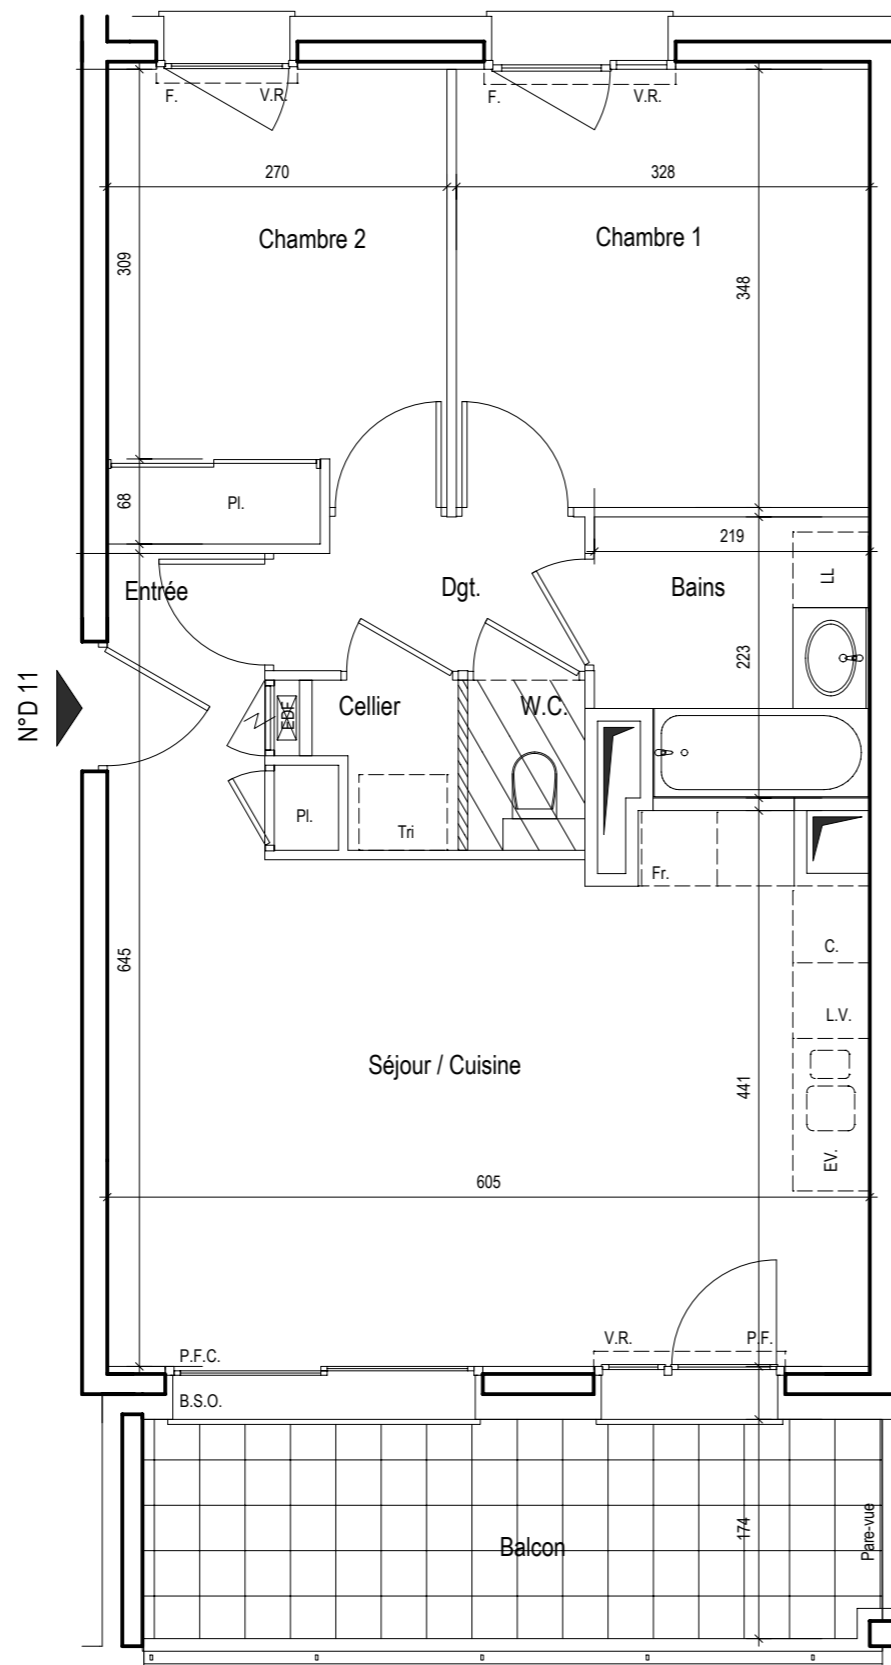 F.
V.R.
F.
V.R.
270
328
Chambre 2
Chambre 1
309
348
68
Pl.
219
Entrée
Dgt.
Bains
LL
223
N°D 11
EDF
Cellier
W.C.
Pl.
Tri
Fr.
C.
645
L.V.
Séjour / Cuisine
441
EV.
605
V.R.
P.F.
P.F.C.
B.S.O.
174
Pare-vue
Balcon